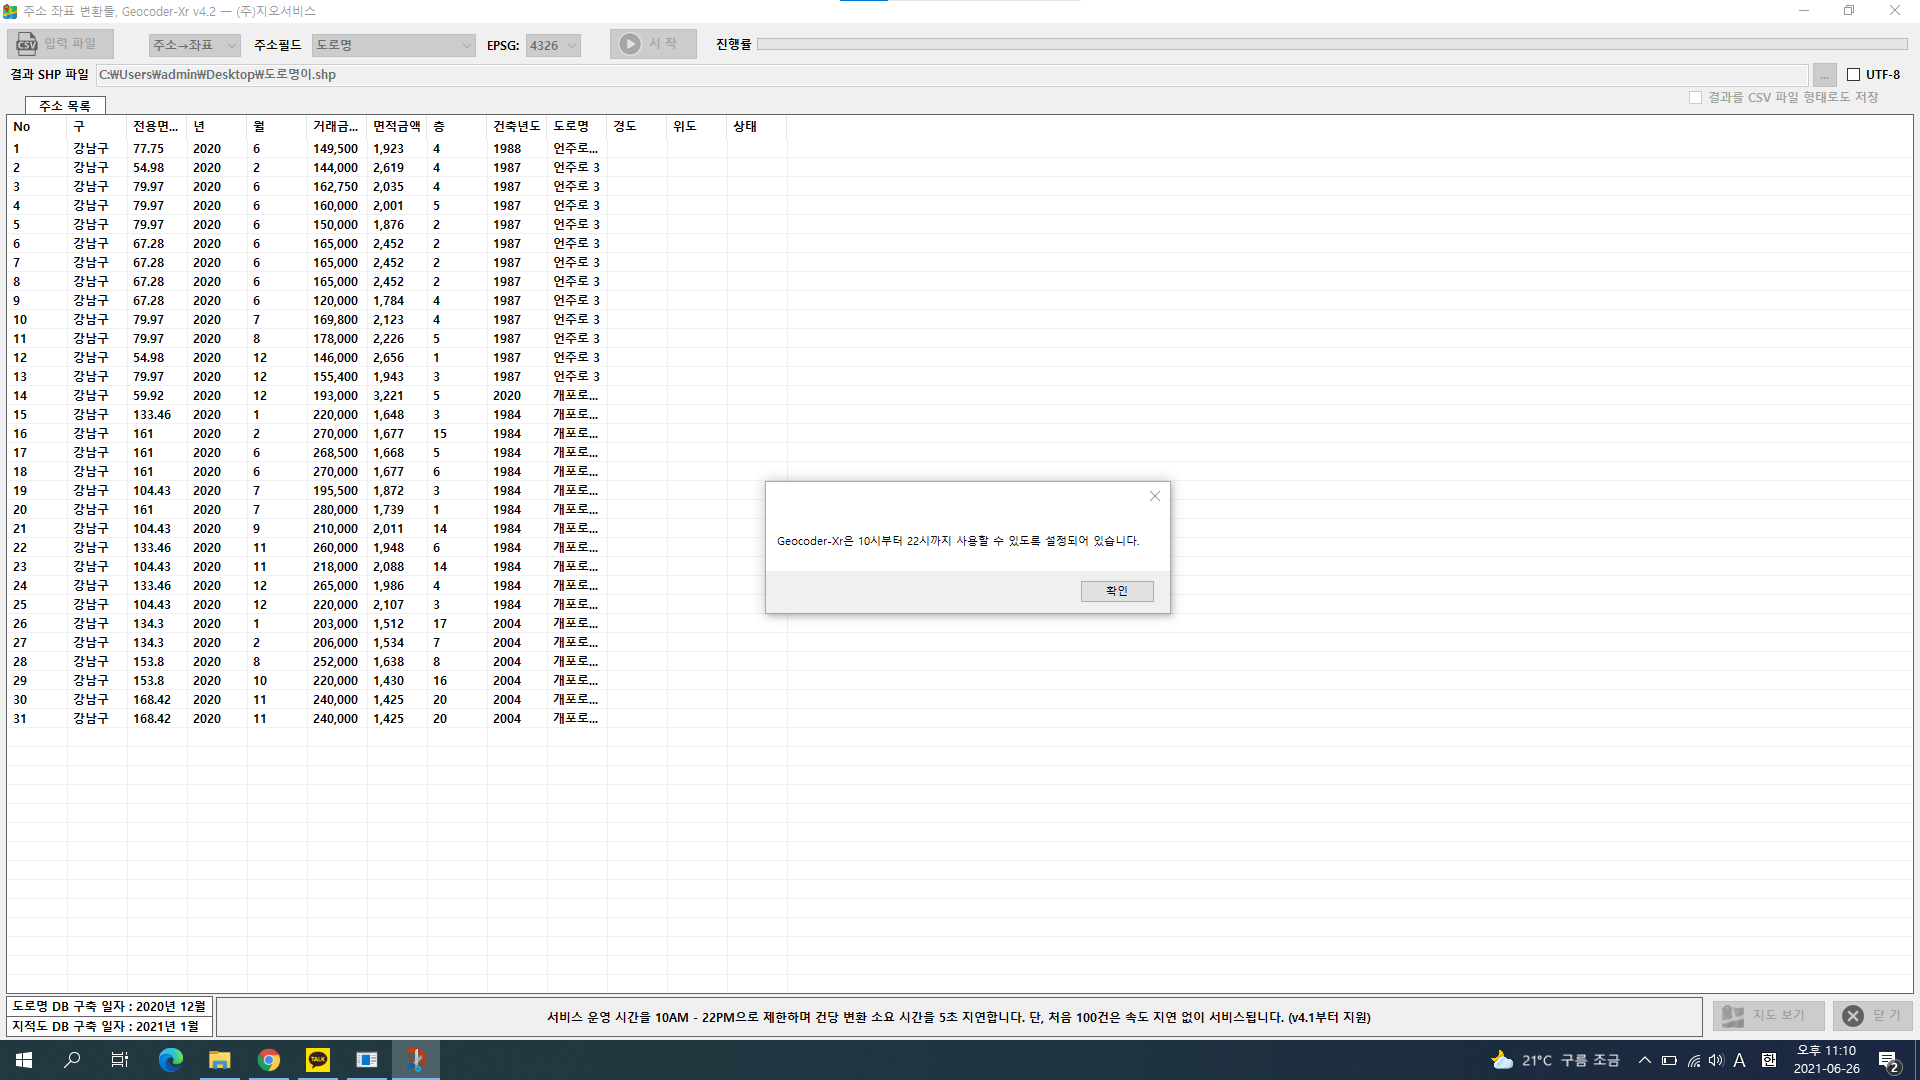 주소 좌표 변환툴, Geocoder-Xr v4.2 — (주)지오서비스
CSV 입력 파일 주소→좌표 주소필드 도로명 EPSG: 4326 시 작 진행률
결과 SHP 파일 C:₩Users₩admin₩Desktop₩도로명이.shp ... UTF-8
결과를 CSV 파일 형태로도 저장
주소 목록
No 구 전용면... 년 월 거래금... 면적금액 층 건축년도 도로명 경도 위도 상태
1 강남구 77.75 2020 6 149,500 1,923 4 1988 언주로...
2 강남구 54.98 2020 2 144,000 2,619 4 1987 언주로 3
3 강남구 79.97 2020 6 162,750 2,035 4 1987 언주로 3
4 강남구 79.97 2020 6 160,000 2,001 5 1987 언주로 3
5 강남구 79.97 2020 6 150,000 1,876 2 1987 언주로 3
6 강남구 67.28 2020 6 165,000 2,452 2 1987 언주로 3
7 강남구 67.28 2020 6 165,000 2,452 2 1987 언주로 3
8 강남구 67.28 2020 6 165,000 2,452 2 1987 언주로 3
9 강남구 67.28 2020 6 120,000 1,784 4 1987 언주로 3
10 강남구 79.97 2020 7 169,800 2,123 4 1987 언주로 3
11 강남구 79.97 2020 8 178,000 2,226 5 1987 언주로 3
12 강남구 54.98 2020 12 146,000 2,656 1 1987 언주로 3
13 강남구 79.97 2020 12 155,400 1,943 3 1987 언주로 3
14 강남구 59.92 2020 12 193,000 3,221 5 2020 개포로...
15 강남구 133.46 2020 1 220,000 1,648 3 1984 개포로...
16 강남구 161 2020 2 270,000 1,677 15 1984 개포로...
17 강남구 161 2020 6 268,500 1,668 5 1984 개포로...
18 강남구 161 2020 6 270,000 1,677 6 1984 개포로...
19 강남구 104.43 2020 7 195,500 1,872 3 1984 개포로...
20 강남구 161 2020 7 280,000 1,739 1 1984 개포로...
21 강남구 104.43 2020 9 210,000 2,011 14 1984 개포로...
22 강남구 133.46 2020 11 260,000 1,948 6 1984 개포로...
23 강남구 104.43 2020 11 218,000 2,088 14 1984 개포로...
24 강남구 133.46 2020 12 265,000 1,986 4 1984 개포로...
25 강남구 104.43 2020 12 220,000 2,107 3 1984 개포로...
26 강남구 134.3 2020 1 203,000 1,512 17 2004 개포로...
27 강남구 134.3 2020 2 206,000 1,534 7 2004 개포로...
28 강남구 153.8 2020 8 252,000 1,638 8 2004 개포로...
29 강남구 153.8 2020 10 220,000 1,430 16 2004 개포로...
30 강남구 168.42 2020 11 240,000 1,425 20 2004 개포로...
31 강남구 168.42 2020 11 240,000 1,425 20 2004 개포로...
Geocoder-Xr은 10시부터 22시까지 사용할 수 있도록 설정되어 있습니다.
확인
도로명 DB 구축 일자 : 2020년 12월
지적도 DB 구축 일자 : 2021년 1월
서비스 운영 시간을 10AM - 22PM으로 제한하며 건당 변환 소요 시간을 5초 지연합니다. 단, 처음 100건은 속도 지연 없이 서비스됩니다. (v4.1부터 지원)
지도 보기 닫 기
TALK 21°C 구름 조금 A 한 오후 11:10
2021-06-26 2